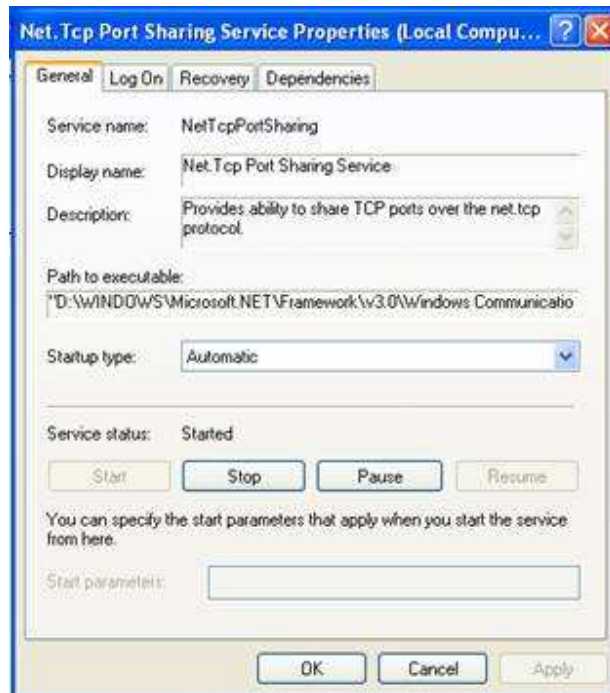 Net.Tcp Port Sharing Service Properties (Local Compu...
General Log On Recovery Dependencies
Service name: NetTcpPortSharing
Display name: Net.Tcp Port Sharing Service
Description: Provides ability to share TCP ports over the net.tcp
protocol.
Path to executable:
"D:\WINDOWS\Microsoft.NET\Framework\v3.0\Windows Communicatio
Startup type: Automatic
Service status: Started
Start Stop Pause Resume
You can specify the start parameters that apply when you start the service
from here.
Start parameters:
OK Cancel Apply